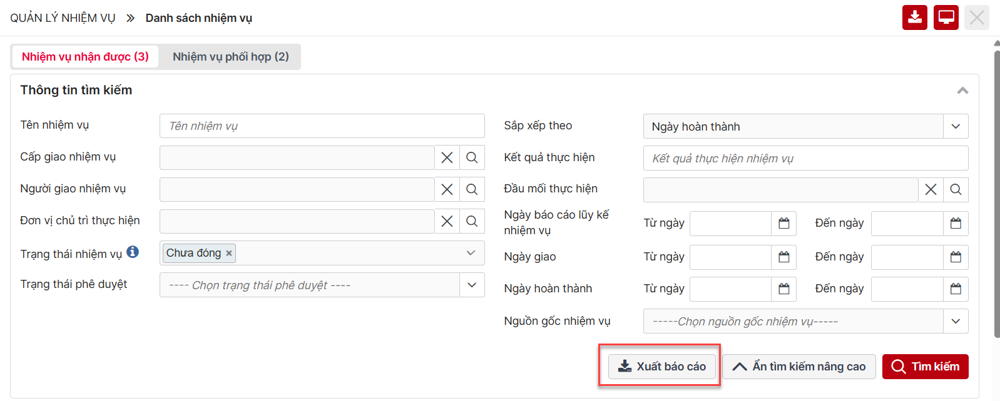 QUẢN LÝ NHIỆM VỤ » Danh sách nhiệm vụ
Nhiệm vụ nhận được (3) Nhiệm vụ phối hợp (2)
Thông tin tìm kiếm
Tên nhiệm vụ Tên nhiệm vụ
Sắp xếp theo Ngày hoàn thành
Cấp giao nhiệm vụ
Kết quả thực hiện Kết quả thực hiện nhiệm vụ
Người giao nhiệm vụ
Đầu mối thực hiện
Đơn vị chủ trì thực hiện
Ngày báo cáo lũy kế
nhiệm vụ
Từ ngày Đến ngày
Trạng thái nhiệm vụ Chưa đóng ×
Ngày giao Từ ngày Đến ngày
Trạng thái phê duyệt ---- Chọn trạng thái phê duyệt ----
Ngày hoàn thành Từ ngày Đến ngày
Nguồn gốc nhiệm vụ -----Chọn nguồn gốc nhiệm vụ-----
Xuất báo cáo Ẩn tìm kiếm nâng cao Tìm kiếm